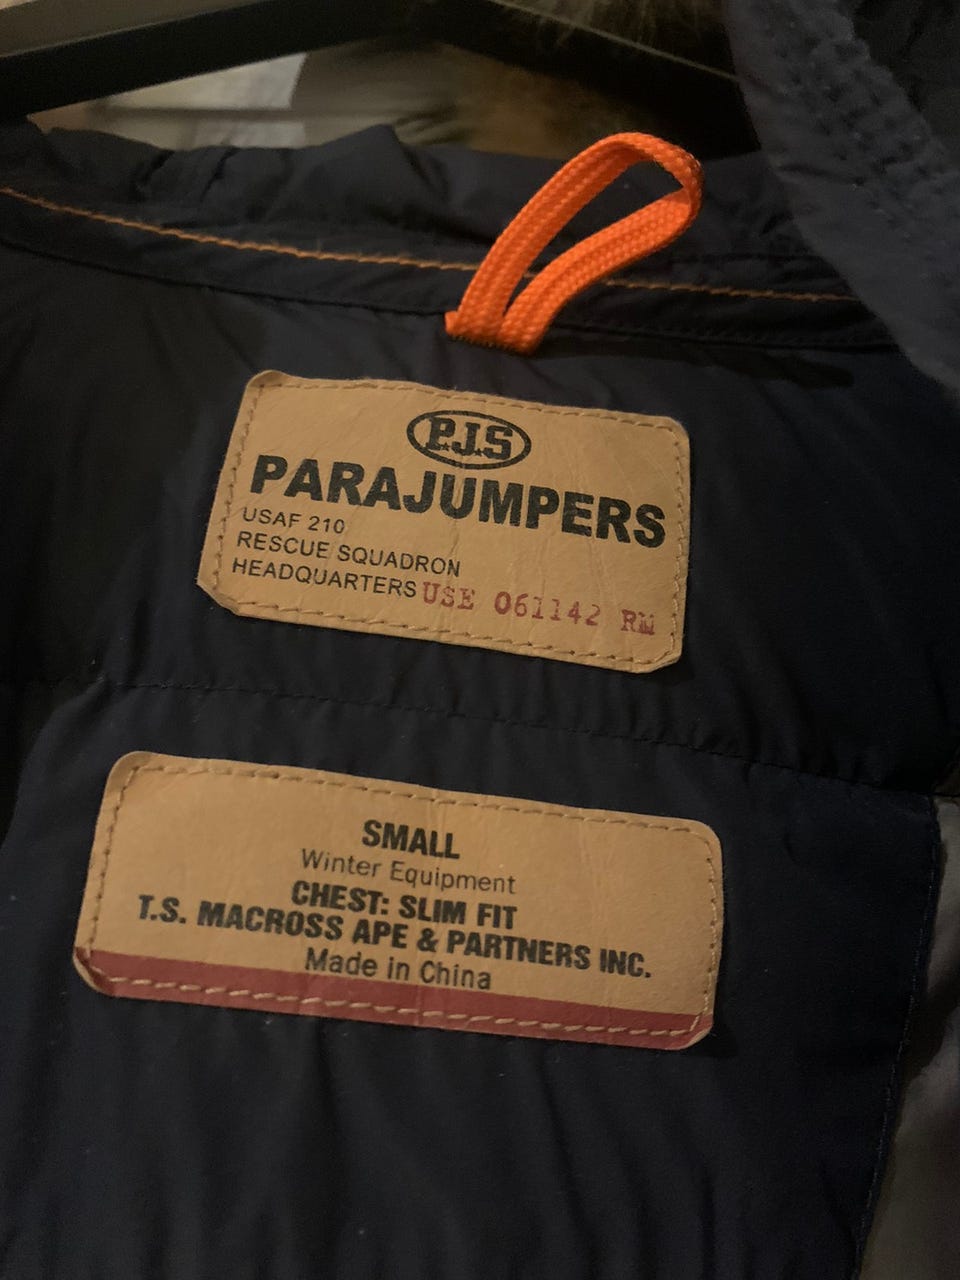 P.J.S
PARAJUMPERS
USAF 210
RESCUE SQUADRON
HEADQUARTERS USE 061142 RM
SMALL
Winter Equipment
CHEST: SLIM FIT
T.S. MACROSS APE & PARTNERS INC.
Made in China